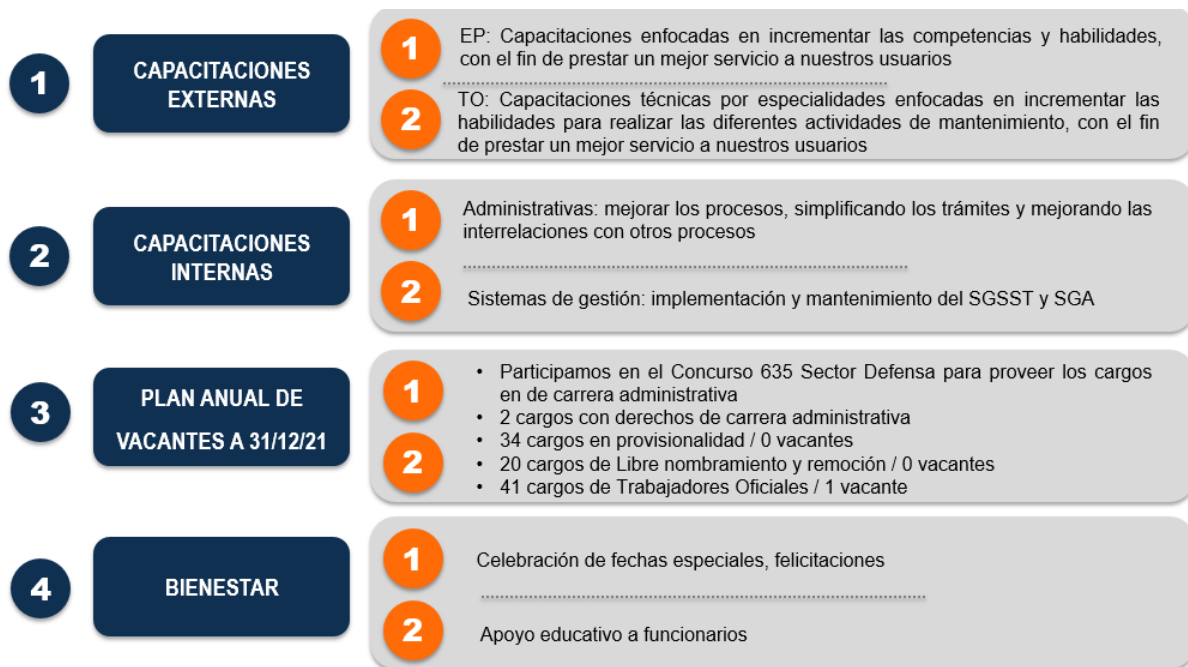 1
CAPACITACIONES
EXTERNAS
1
EP: Capacitaciones enfocadas en incrementar las competencias y habilidades,
con el fin de prestar un mejor servicio a nuestros usuarios
2
TO: Capacitaciones técnicas por especialidades enfocadas en incrementar las
habilidades para realizar las diferentes actividades de mantenimiento, con el fin
de prestar un mejor servicio a nuestros usuarios
2
CAPACITACIONES
INTERNAS
1
Administrativas: mejorar los procesos, simplificando los trámites y mejorando las
interrelaciones con otros procesos
2
Sistemas de gestión: implementación y mantenimiento del SGSST y SGA
3
PLAN ANUAL DE
VACANTES A 31/12/21
1
2
• Participamos en el Concurso 635 Sector Defensa para proveer los cargos
en de carrera administrativa
• 2 cargos con derechos de carrera administrativa
• 34 cargos en provisionalidad / 0 vacantes
• 20 cargos de Libre nombramiento y remoción / 0 vacantes
• 41 cargos de Trabajadores Oficiales / 1 vacante
4
BIENESTAR
1
Celebración de fechas especiales, felicitaciones
2
Apoyo educativo a funcionarios